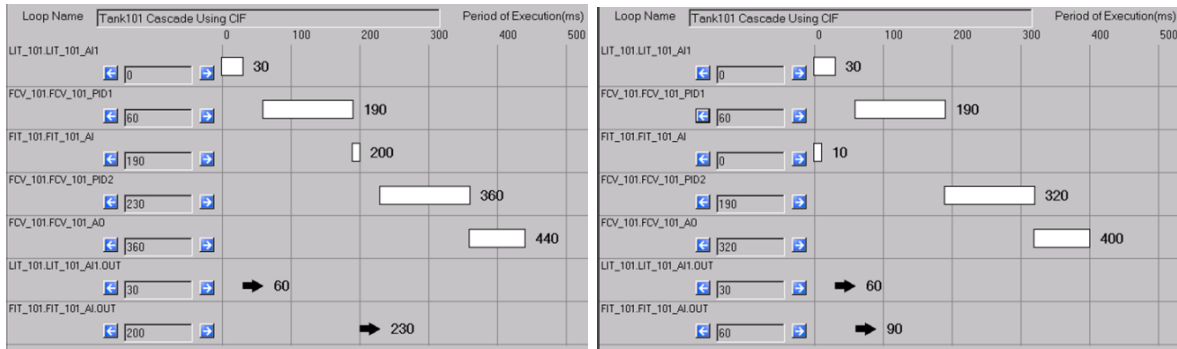 Loop Name Tank101 Cascade Using CIF Period of Execution(ms)
0 100 200 300 400 500
LIT_101.LIT_101_AI1
0 30
FCV_101.FCV_101_PID1
60 190
FIT_101.FIT_101_AI
190 200
FCV_101.FCV_101_PID2
230 360
FCV_101.FCV_101_AO
360 440
LIT_101.LIT_101_AI1.OUT
30 60
FIT_101.FIT_101_AI.OUT
200 230
Loop Name Tank101 Cascade Using CIF Period of Execution(ms)
0 100 200 300 400 500
LIT_101.LIT_101_AI1
0 30
FCV_101.FCV_101_PID1
60 190
FIT_101.FIT_101_AI
0 10
FCV_101.FCV_101_PID2
190 320
FCV_101.FCV_101_AO
320 400
LIT_101.LIT_101_AI1.OUT
30 60
FIT_101.FIT_101_AI.OUT
60 90